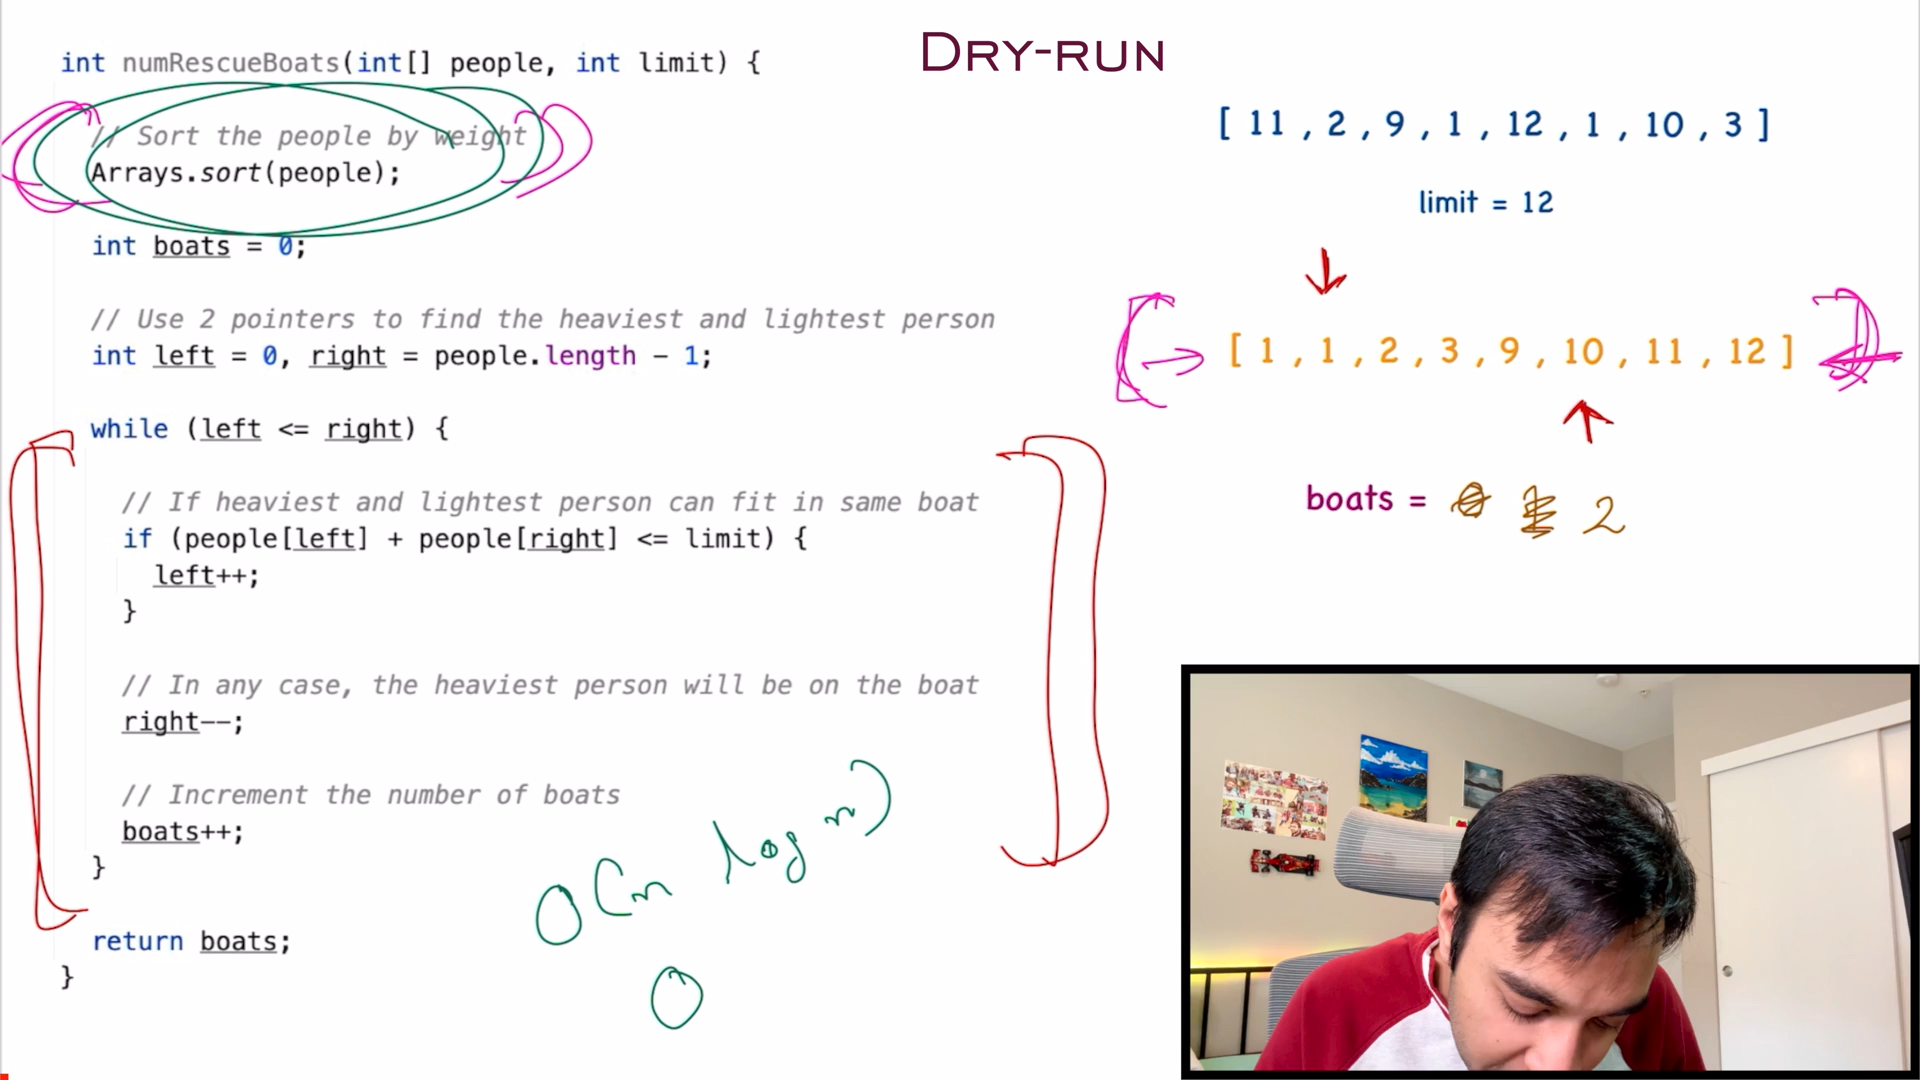 DRY-RUN
int numRescueBoats(int[] people, int limit) {
// Sort the people by weight
Arrays.sort(people);
int boats = 0;
// Use 2 pointers to find the heaviest and lightest person
int left = 0, right = people.length - 1;
while (left <= right) {
// If heaviest and lightest person can fit in same boat
if (people[left] + people[right] <= limit) {
left++;
}
// In any case, the heaviest person will be on the boat
right--;
// Increment the number of boats
boats++;
}
return boats;
}
O(n log n)
O
[ 11 , 2 , 9 , 1 , 12 , 1 , 10 , 3 ]
limit = 12
[ 1 , 1 , 2 , 3 , 9 , 10 , 11 , 12 ]
boats = 0 1 2